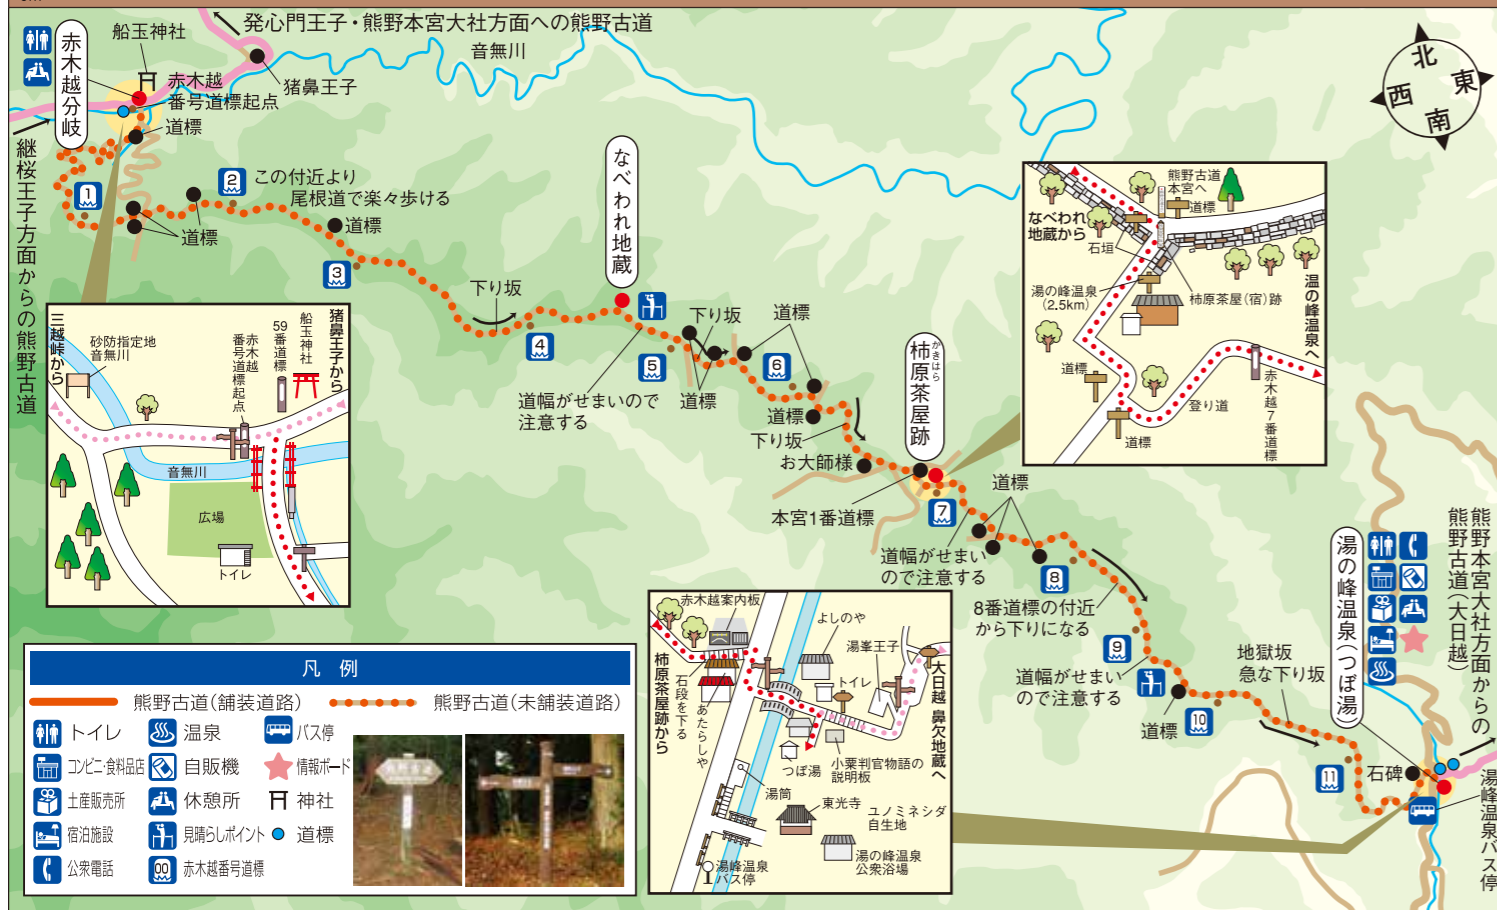 発心門王子・熊野本宮大社方面への熊野古道
音無川
船玉神社
赤木越分岐
赤木越
番号道標起点
猪鼻王子
道標
継桜王子方面からの熊野古道
1
道標
2
この付近より
尾根道で楽々歩ける
道標
3
下り坂
4
なべわれ地蔵
道幅がせまいので
注意する
5
下り坂
道標
道標
6
道標
下り坂
お大師様
かきはら
柿原茶屋跡
本宮1番道標
7
道標
道幅がせまい
ので注意する
8
8番道標の付近
から下りになる
9
道幅がせまい
ので注意する
道標
10
地獄坂
急な下り坂
11
石碑
湯の峰温泉(つぼ湯)
熊野本宮大社方面からの
熊野古道(大日越)
湯峰温泉バス停
北
東
西
南
三越峠から
砂防指定地
音無川
赤木越
番号道標起点
59番道標
船玉神社
猪鼻王子から
音無川
広場
トイレ
熊野古道
本宮へ
道標
なべわれ
地蔵から
石垣
湯の峰温泉
(2.5km)
柿原茶屋(宿)跡
温の峰温泉へ
道標
登り道
道標
赤木越7番道標
赤木越案内板
よしのや
湯峯王子
柿原茶屋跡から
石段を下る
あたらしや
トイレ
大日越 鼻欠地蔵へ
つぼ湯
小栗判官物語の
説明板
湯筒
東光寺
ユノミネシダ
自生地
湯の峰温泉
公衆浴場
湯峰温泉
バス停
凡 例
熊野古道(舗装道路)
熊野古道(未舗装道路)
トイレ
温泉
バス停
コンビニ・食料品店
自販機
情報ボード
土産販売所
休憩所
神社
宿泊施設
見晴らしポイント
道標
公衆電話
00
赤木越番号道標